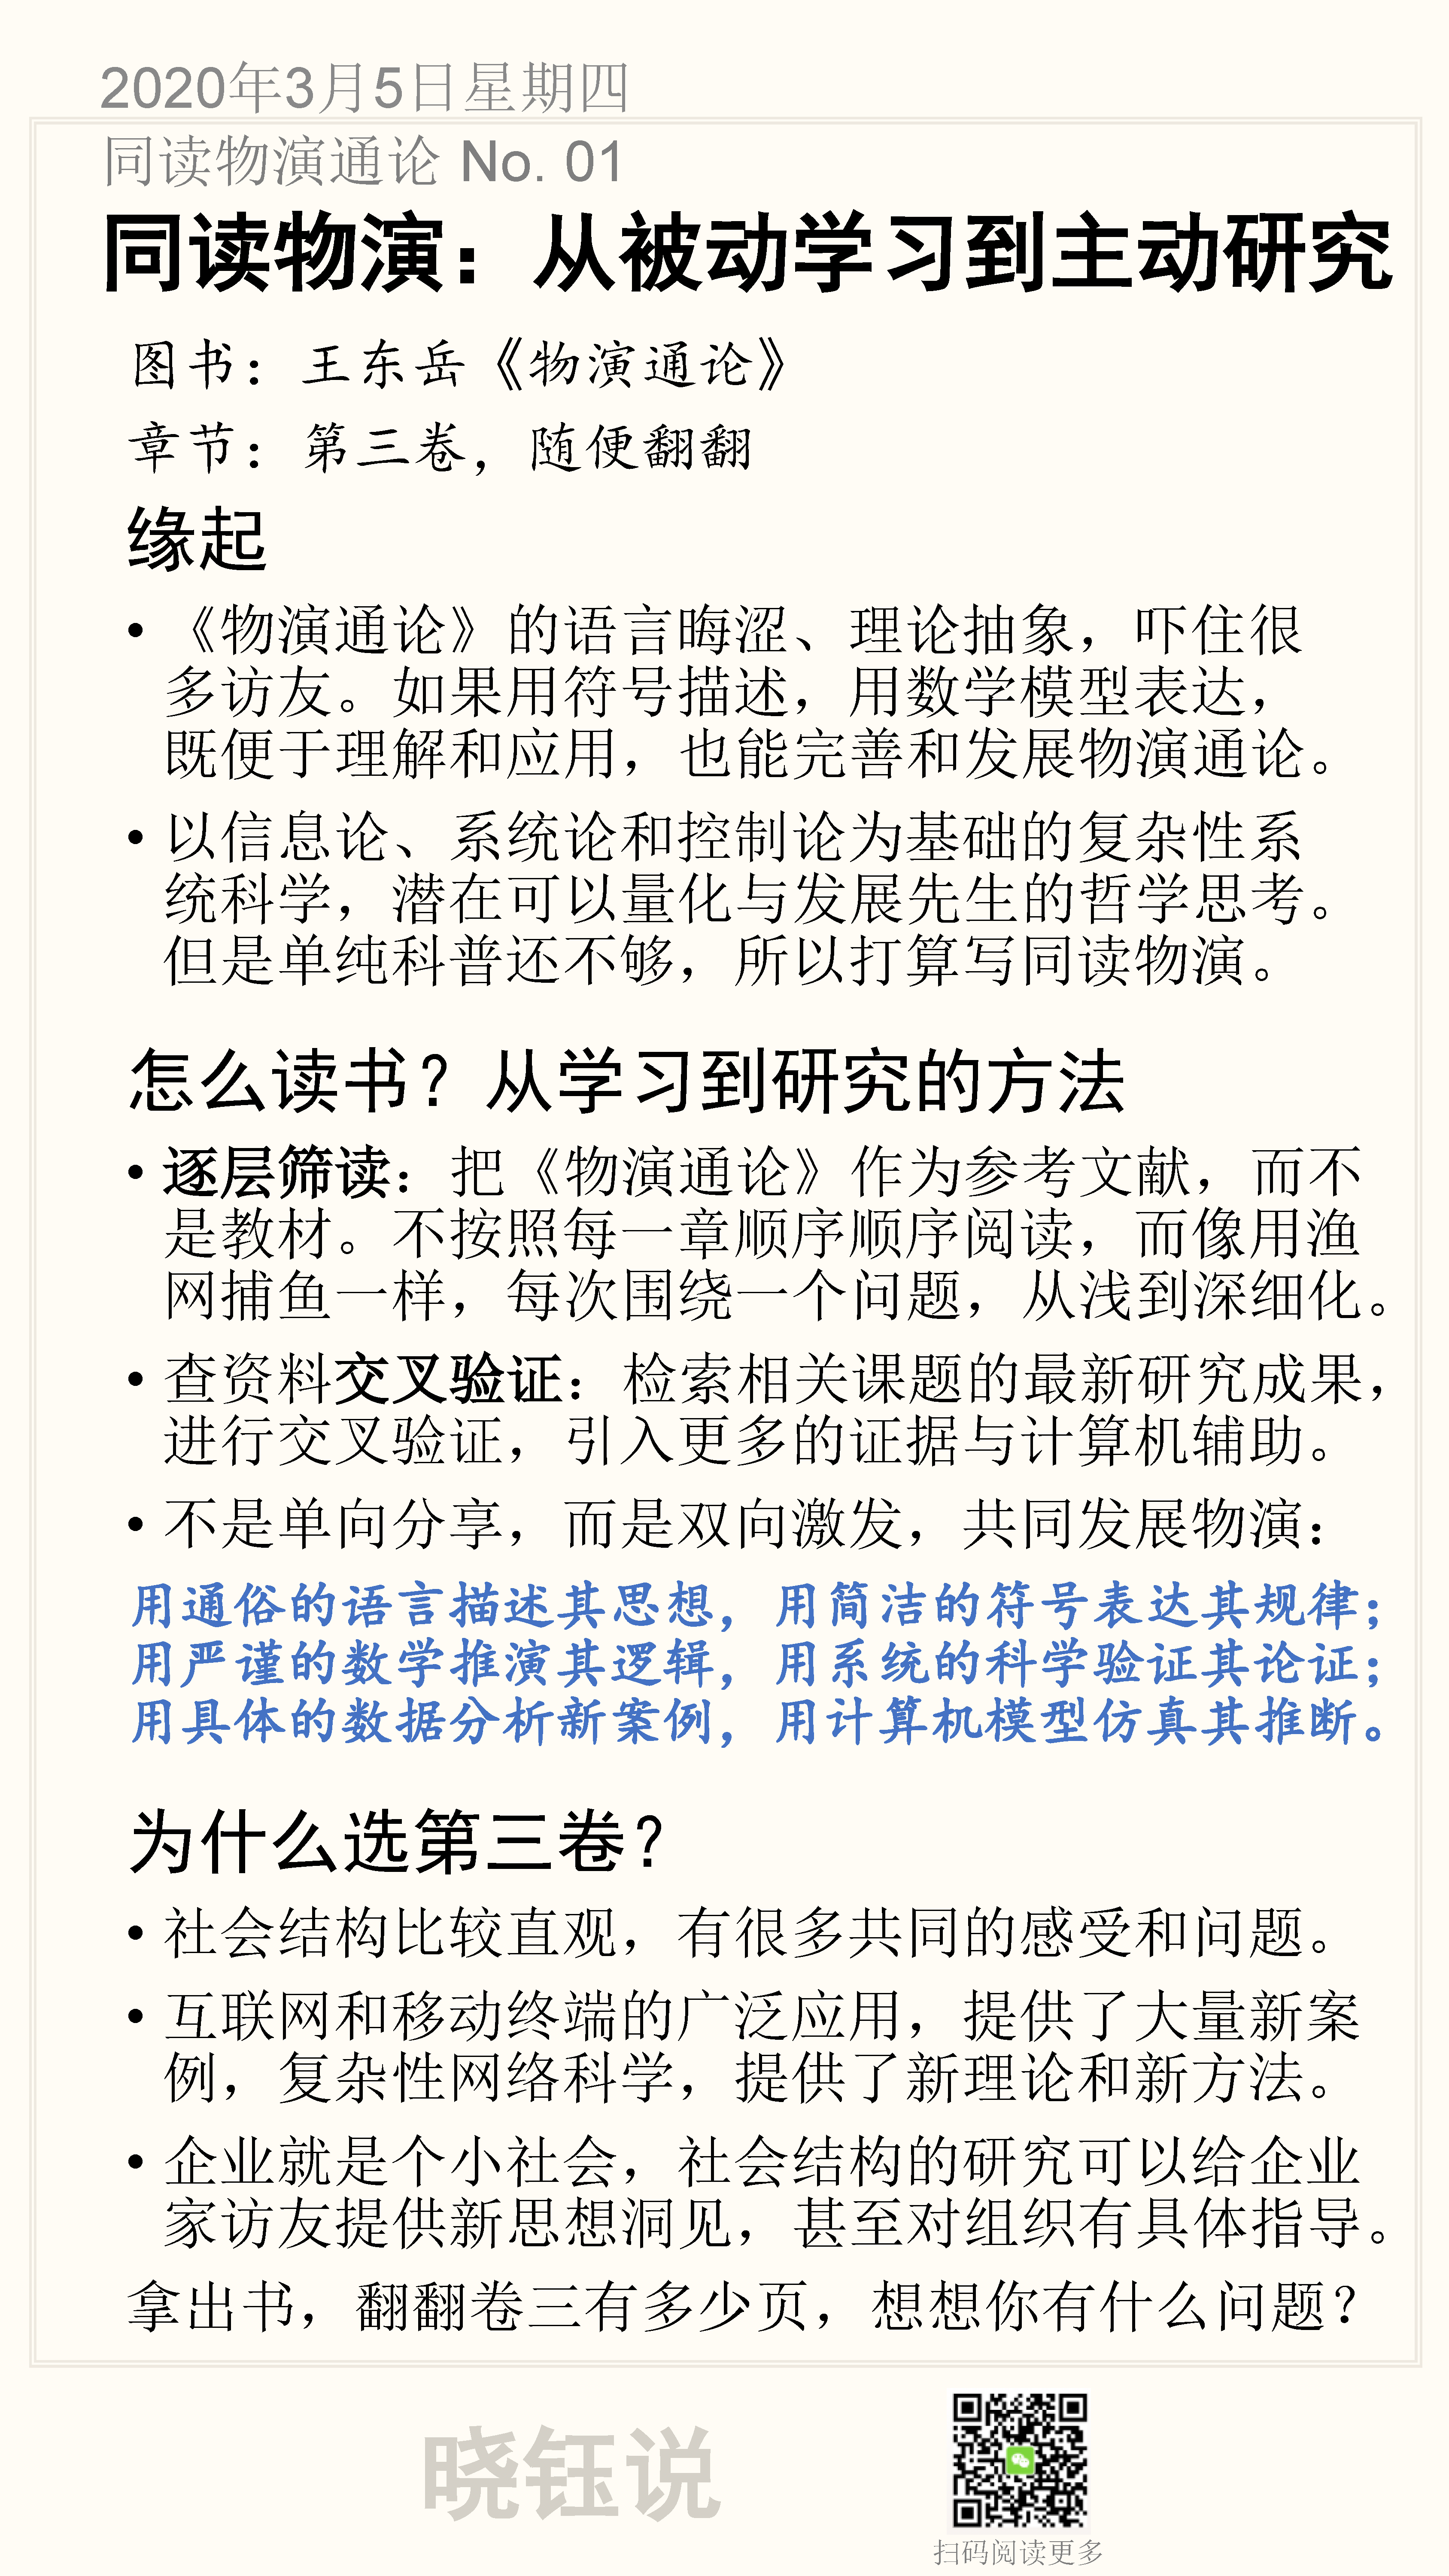 2020年3月5日星期四
同读物演通论 No. 01
同读物演：从被动学习到主动研究
图书：王东岳《物演通论》
章节：第三卷，随便翻翻
缘起
• 《物演通论》的语言晦涩、理论抽象，吓住很
多访友。如果用符号描述，用数学模型表达，
既便于理解和应用，也能完善和发展物演通论。
• 以信息论、系统论和控制论为基础的复杂性系
统科学，潜在可以量化与发展先生的哲学思考。
但是单纯科普还不够，所以打算写同读物演。
怎么读书？从学习到研究的方法
• 逐层筛读：把《物演通论》作为参考文献，而不
是教材。不按照每一章顺序顺序阅读，而像用渔
网捕鱼一样，每次围绕一个问题，从浅到深细化。
• 查资料交叉验证：检索相关课题的最新研究成果，
进行交叉验证，引入更多的证据与计算机辅助。
• 不是单向分享，而是双向激发，共同发展物演：
用通俗的语言描述其思想，用简洁的符号表达其规律；
用严谨的数学推演其逻辑，用系统的科学验证其论证；
用具体的数据分析新案例，用计算机模型仿真其推断。
为什么选第三卷？
• 社会结构比较直观，有很多共同的感受和问题。
• 互联网和移动终端的广泛应用，提供了大量新案
例，复杂性网络科学，提供了新理论和新方法。
• 企业就是个小社会，社会结构的研究可以给企业
家访友提供新思想洞见，甚至对组织有具体指导。
拿出书，翻翻卷三有多少页，想想你有什么问题？
晓钰说
扫码阅读更多